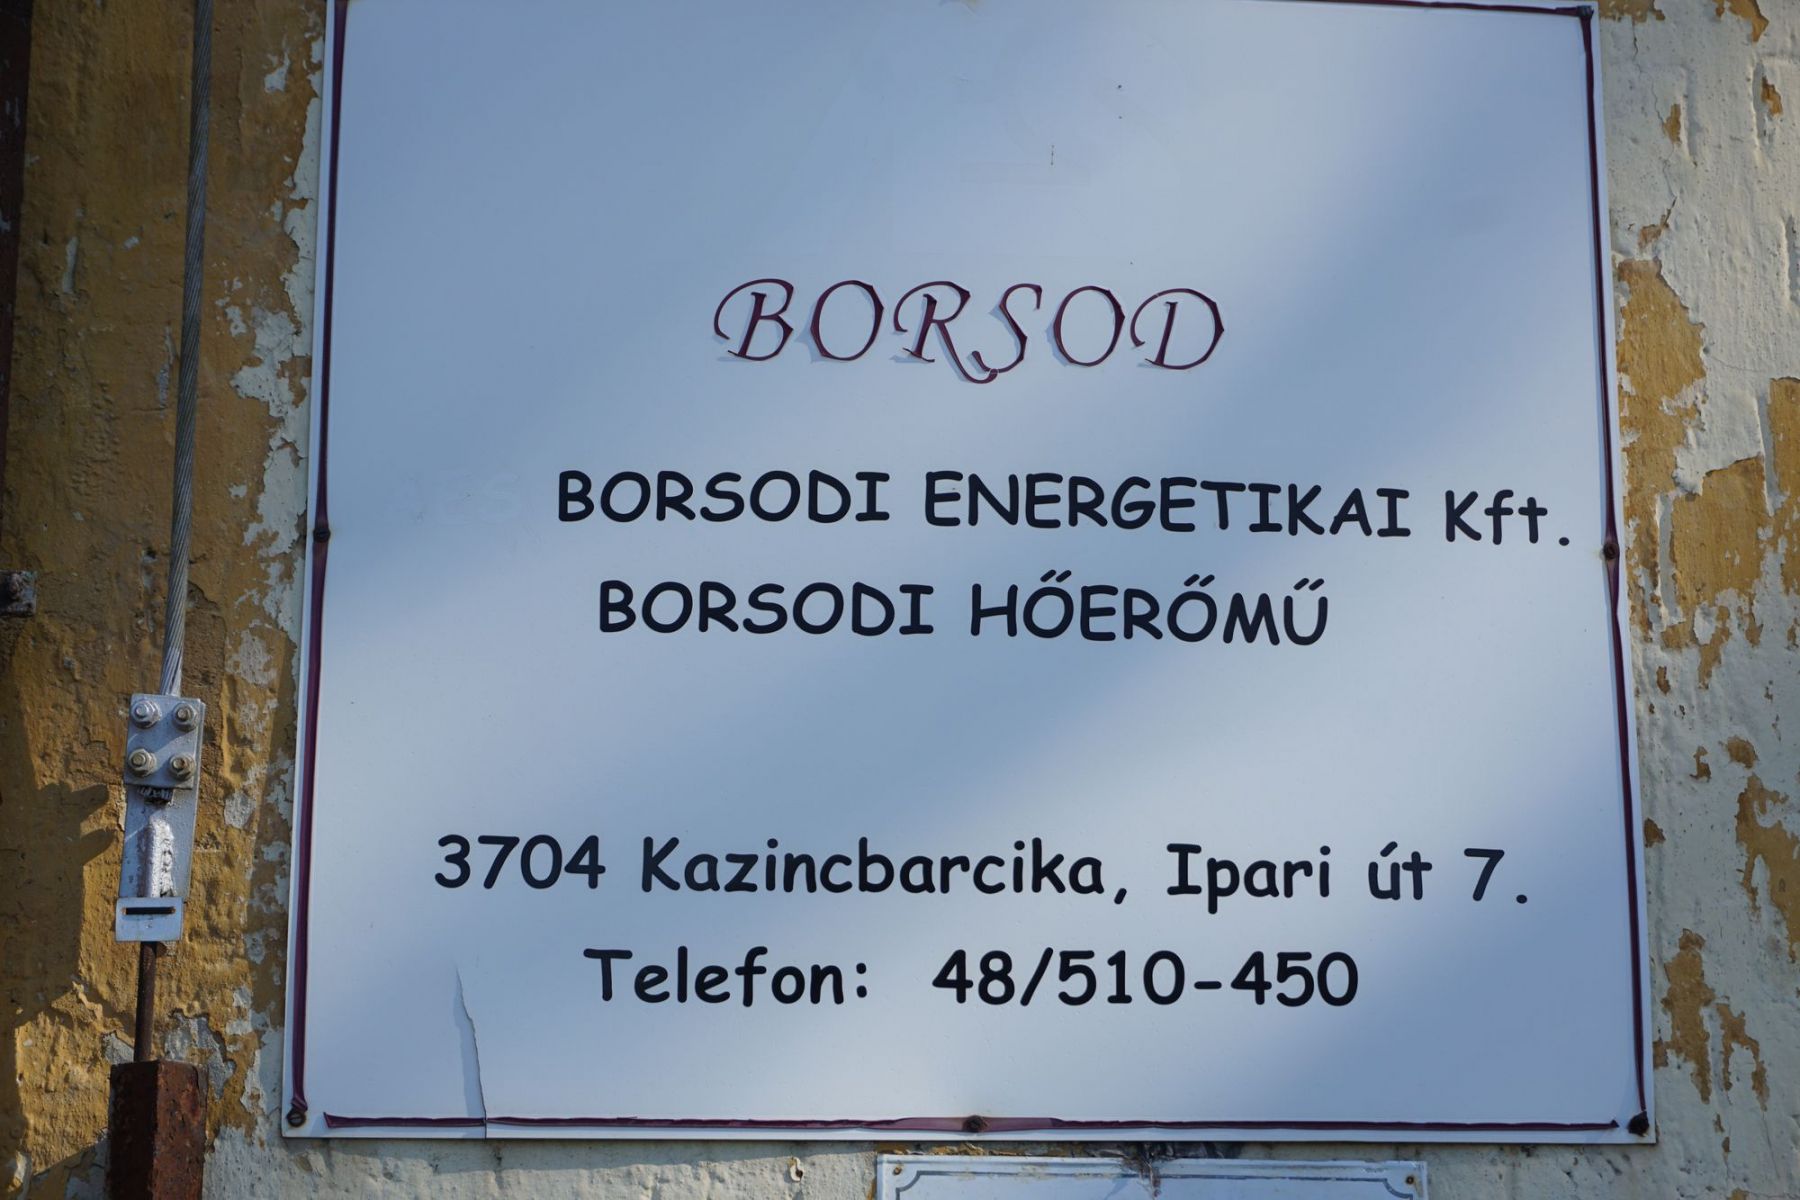 BORSOD
BORSODI ENERGETIKAI Kft.
BORSODI HŐERŐMŰ
3704 Kazincbarcika, Ipari út 7.
Telefon: 48/510-450